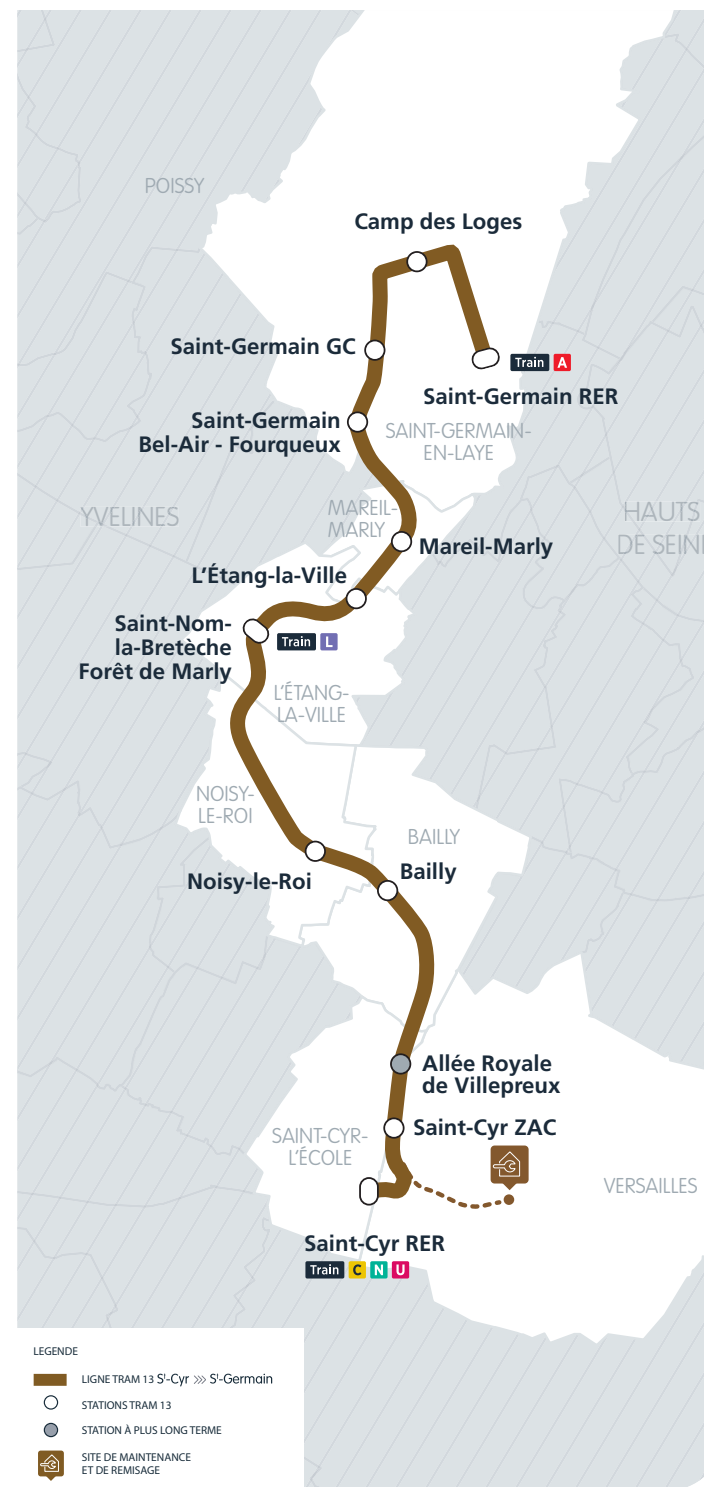 POISSY
Camp des Loges
Saint-Germain GC
Train A
Saint-Germain RER
Saint-Germain
Bel-Air - Fourqueux
SAINT-GERMAIN-
EN-LAYE
YVELINES
MAREIL-
MARLY
HAUTS
DE SEIN
Mareil-Marly
L'Étang-la-Ville
Saint-Nom-
la-Bretèche
Forêt de Marly
Train L
L'ÉTANG-
LA-VILLE
NOISY-
LE-ROI
BAILLY
Noisy-le-Roi
Bailly
Allée Royale
de Villepreux
Saint-Cyr ZAC
SAINT-CYR-
L'ÉCOLE
VERSAILLES
Saint-Cyr RER
Train C N U
LEGENDE
LIGNE TRAM 13 Sᵗ-Cyr >>> Sᵗ-Germain
STATIONS TRAM 13
STATION À PLUS LONG TERME
SITE DE MAINTENANCE
ET DE REMISAGE